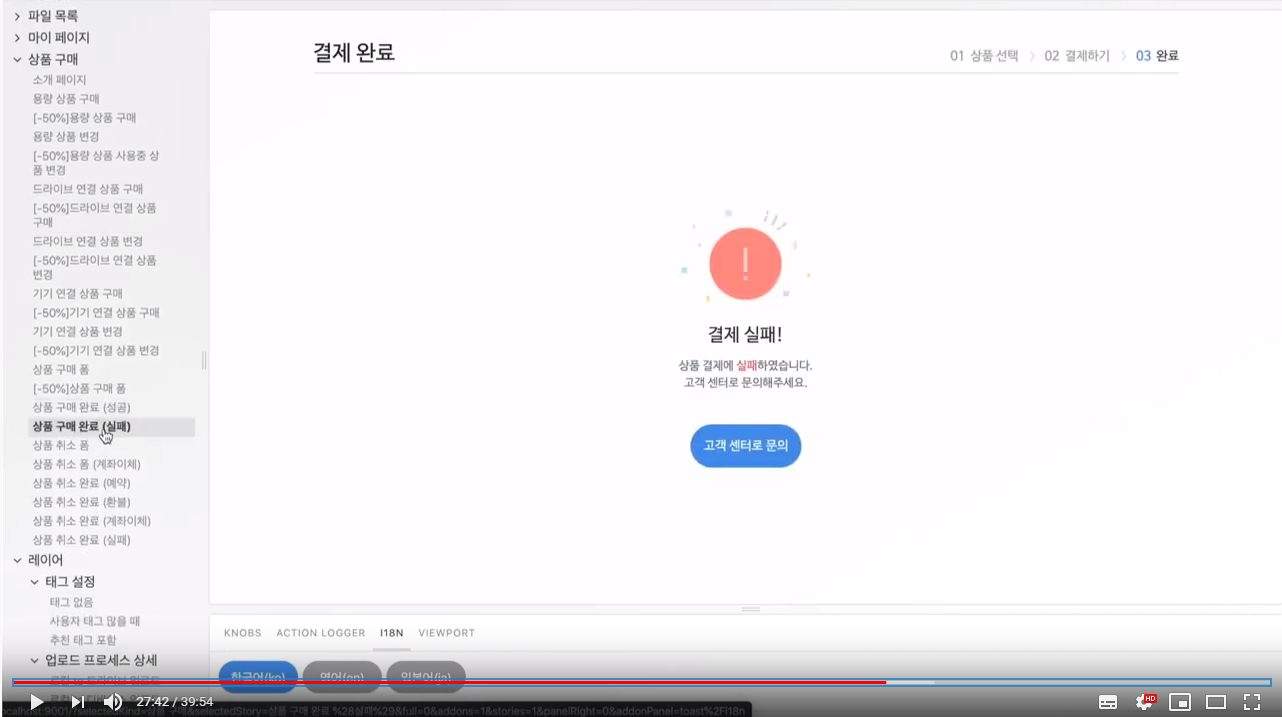 파일 목록
마이 페이지
상품 구매
소개 페이지
용량 상품 구매
[-50%]용량 상품 구매
용량 상품 변경
[-50%]용량 상품 사용중 상
품 변경
드라이브 연결 상품 구매
[-50%]드라이브 연결 상품
구매
드라이브 연결 상품 변경
[-50%]드라이브 연결 상품
변경
기기 연결 상품 구매
[-50%]기기 연결 상품 구매
기기 연결 상품 변경
[-50%]기기 연결 상품 변경
상품 구매 폼
[-50%]상품 구매 폼
상품 구매 완료 (성공)
상품 구매 완료 (실패)
상품 취소 폼
상품 취소 폼 (계좌이체)
상품 취소 완료 (예약)
상품 취소 완료 (환불)
상품 취소 완료 (계좌이체)
상품 취소 완료 (실패)
레이어
태그 설정
태그 없음
사용자 태그 많을 때
추천 태그 포함
업로드 프로세스 상세
결제 완료
01 상품 선택 02 결제하기 03 완료
결제 실패!
상품 결제에 실패하였습니다.
고객 센터로 문의해주세요.
고객 센터로 문의
KNOBS ACTION LOGGER I18N VIEWPORT
한국어(ko) 영어(en) 일본어(ja)
27:42 / 39:54
HD
ocalhost:9001/?selectedKind=상품 구매&selectedStory=상품 구매 완료 %28실패%29&full=0&addons=1&stories=1&panelRight=0&addonPanel=toast%2FI18n